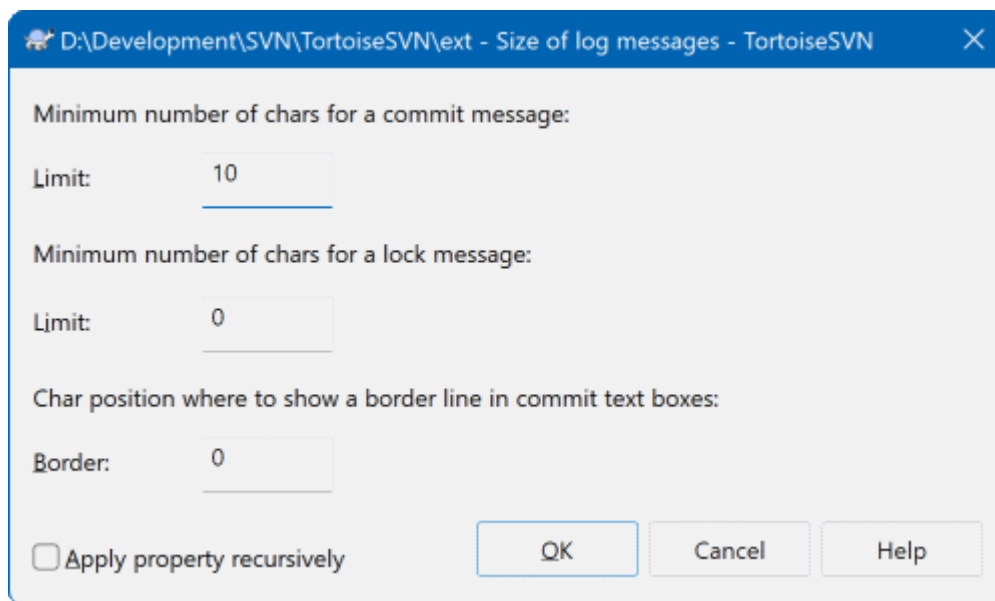 D:\Development\SVN\TortoiseSVN\ext - Size of log messages - TortoiseSVN
Minimum number of chars for a commit message:
Limit: 10
Minimum number of chars for a lock message:
Limit: 0
Char position where to show a border line in commit text boxes:
Border: 0
Apply property recursively OK Cancel Help